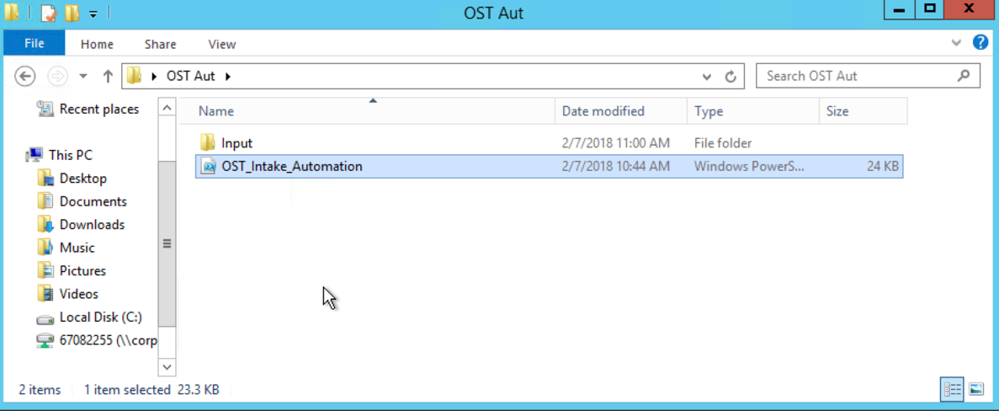 OST Aut
File Home Share View
OST Aut Search OST Aut
Recent places
This PC
Desktop
Documents
Downloads
Music
Pictures
Videos
Local Disk (C:)
67082255 (\\corp
Name Date modified Type Size
Input 2/7/2018 11:00 AM File folder
OST_Intake_Automation 2/7/2018 10:44 AM Windows PowerS... 24 KB
2 items 1 item selected 23.3 KB